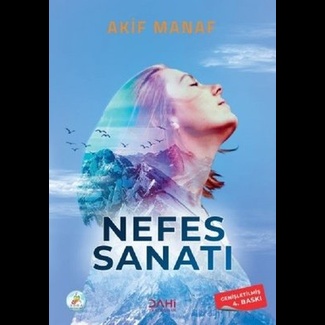 AKİF MANAF
NEFES
SANATI
GENİŞLETİLMİŞ
4. BASKI
DAHİ